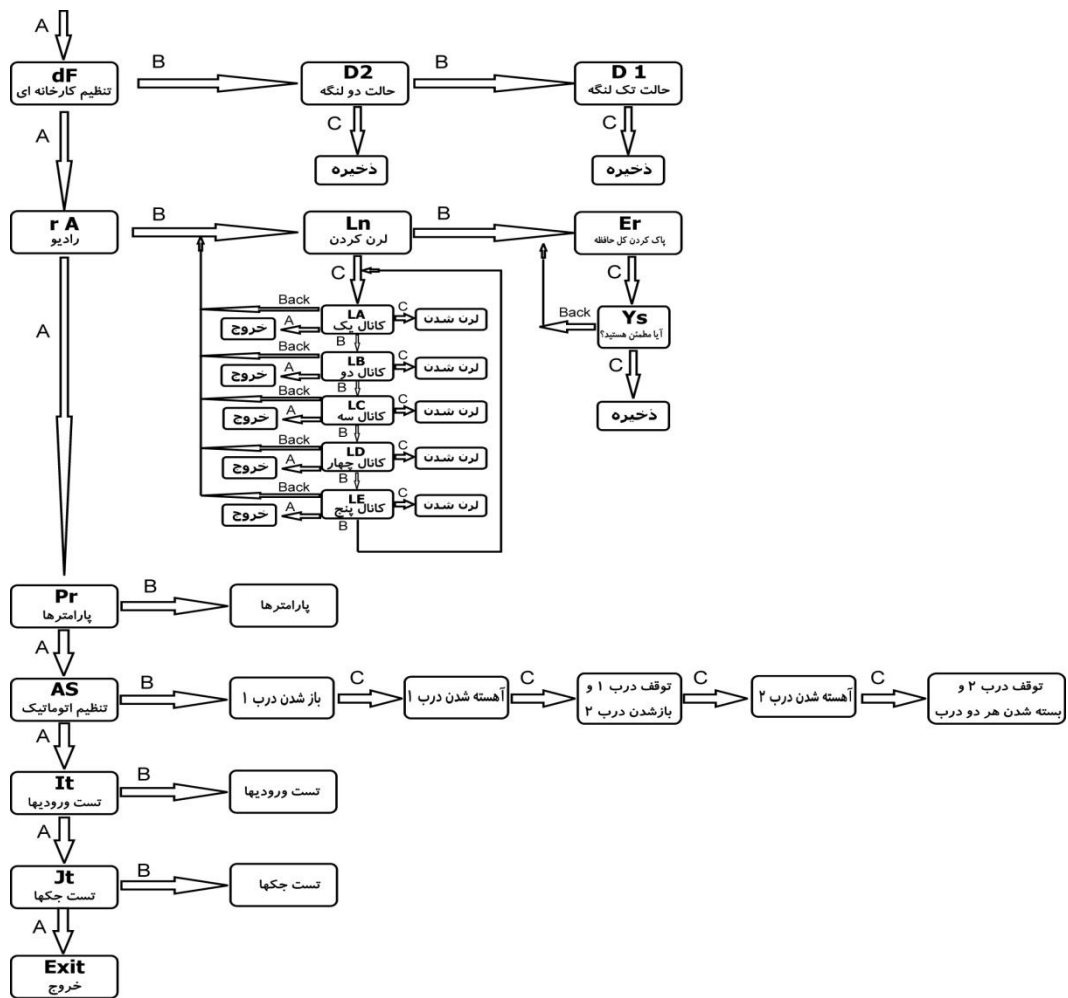 A
dF
تنظیم کارخانه ای
B
D2
حالت دو لنگه
B
D 1
حالت تک لنگه
A
C
ذخیره
C
ذخیره
r A
رادیو
B
Ln
لرن کردن
B
Er
پاک کردن کل حافظه
A
C
Back
LA
کانال یک
C
لرن شدن
A
خروج
B
Back
LB
کانال دو
C
لرن شدن
A
خروج
B
Back
LC
کانال سه
C
لرن شدن
A
خروج
B
Back
LD
کانال چهار
C
لرن شدن
A
خروج
B
Back
LE
کانال پنج
C
لرن شدن
A
خروج
B
C
Ys
آیا مطمئن هستید؟
Back
C
ذخیره
Pr
پارامترها
B
پارامترها
A
AS
تنظیم اتوماتیک
B
باز شدن درب 1
C
آهسته شدن درب 1
C
توقف درب ۱ و
بازشدن درب ۲
C
آهسته شدن درب ۲
C
توقف درب ۲ و
بسته شدن هر دو درب
A
It
تست ورودیها
B
تست ورودیها
A
Jt
تست جکها
B
تست جکها
A
Exit
خروج